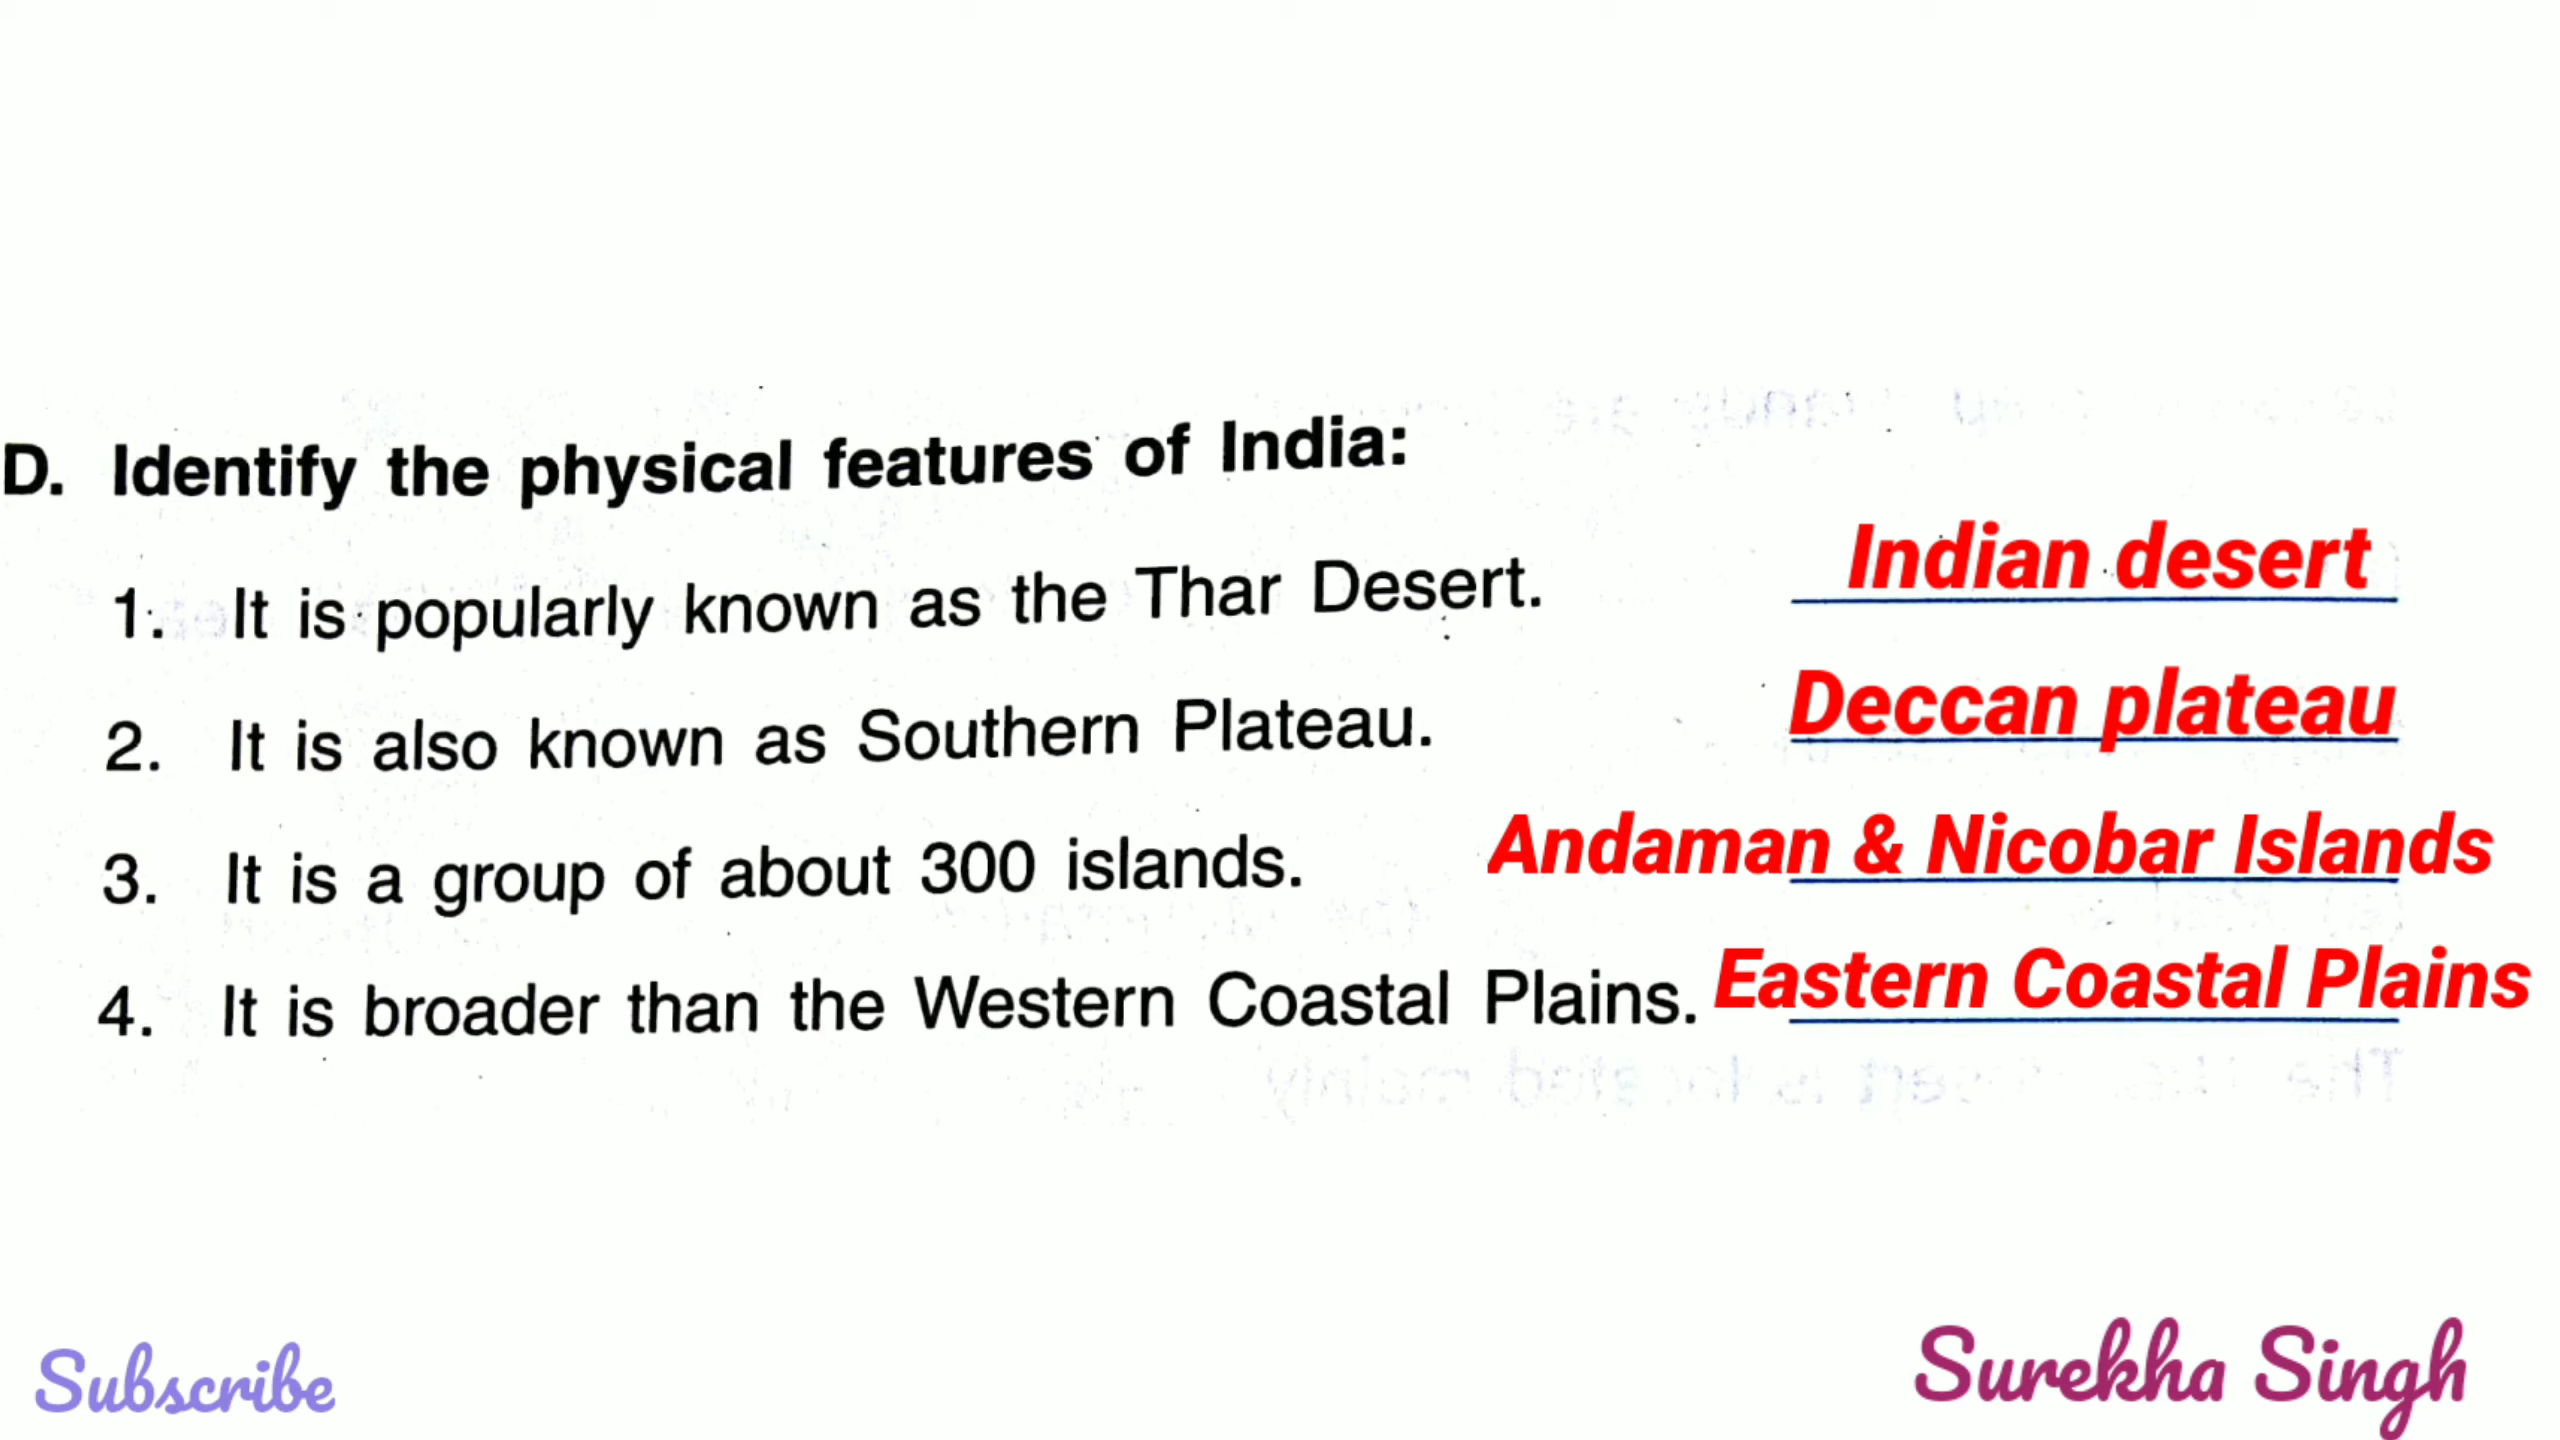 D. Identify the physical features of India:
1. It is popularly known as the Thar Desert. Indian desert
2. It is also known as Southern Plateau. Deccan plateau
3. It is a group of about 300 islands. Andaman & Nicobar Islands
4. It is broader than the Western Coastal Plains. Eastern Coastal Plains
Subscribe Surekha Singh